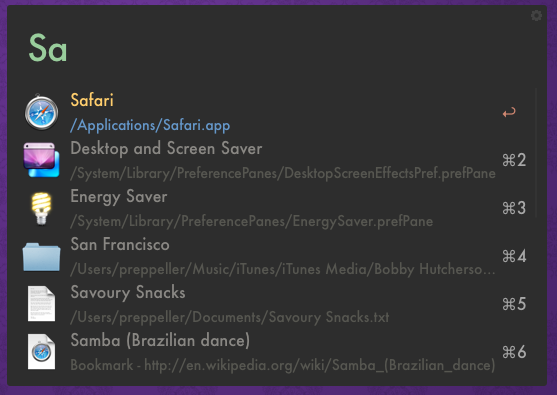 Sa
Safari
/Applications/Safari.app
Desktop and Screen Saver
/System/Library/PreferencePanes/DesktopScreenEffectsPref.prefPane
⌘2
Energy Saver
/System/Library/PreferencePanes/EnergySaver.prefPane
⌘3
San Francisco
/Users/preppeller/Music/iTunes/iTunes Media/Bobby Hutcherso...
⌘4
Savoury Snacks
/Users/preppeller/Documents/Savoury Snacks.txt
⌘5
Samba (Brazilian dance)
Bookmark - http://en.wikipedia.org/wiki/Samba_(Brazilian_dance)
⌘6